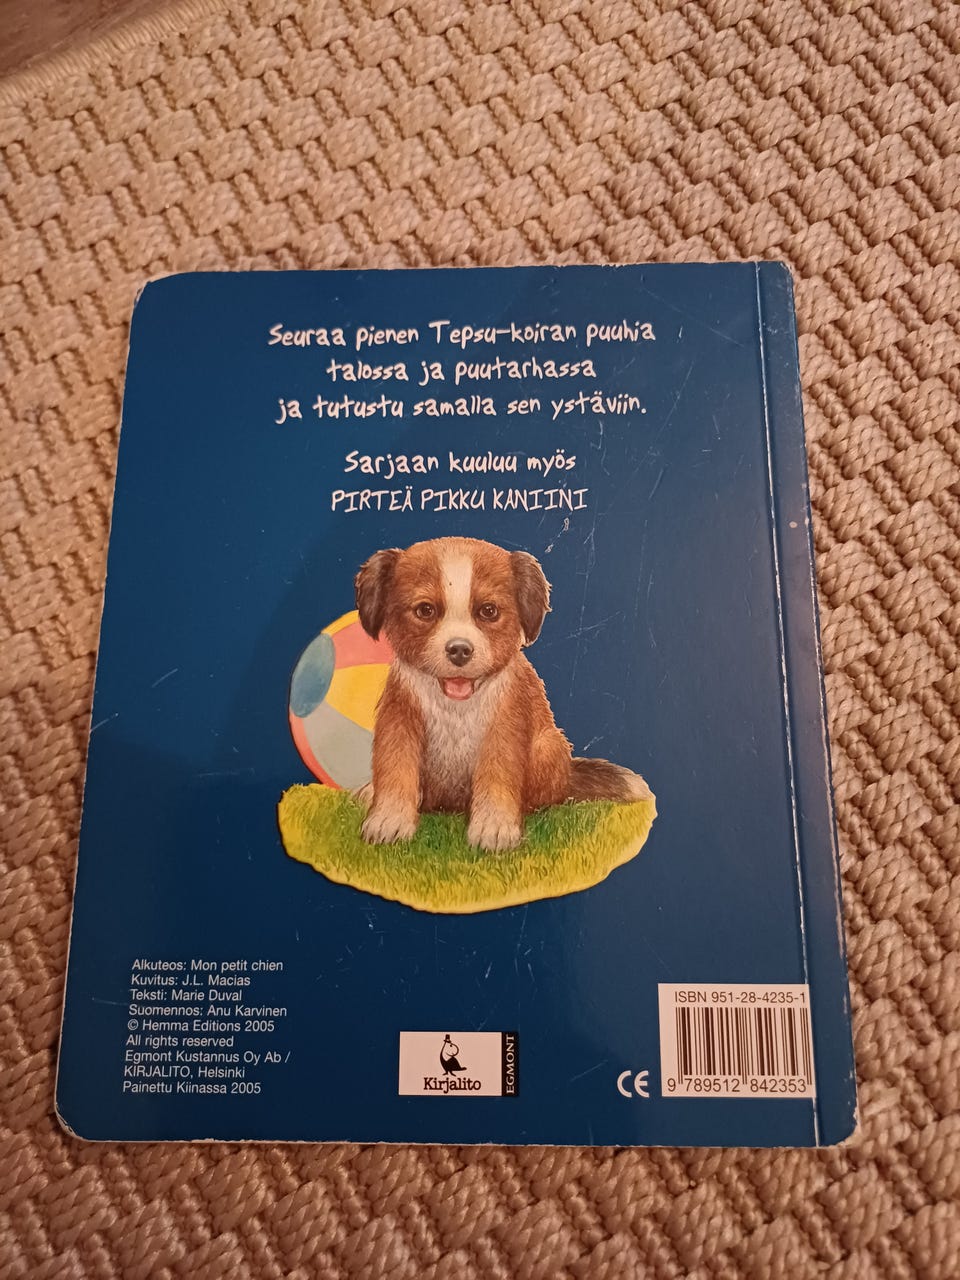 Seuraa pienen Tepsu-koiran puuhia
talossa ja puutarhassa
ja tutustu samalla sen ystäviin.
Sarjaan kuuluu myös
PIRTEÄ PIKKU KANIINI
Alkuteos: Mon petit chien
Kuvitus: J.L. Macias
Teksti: Marie Duval
Suomennos: Anu Karvinen
© Hemma Editions 2005
All rights reserved
Egmont Kustannus Oy Ab /
KIRJALITO, Helsinki
Painettu Kiinassa 2005
Kirjalito
EGMONT
CE
ISBN 951-28-4235-1
9 789512 842353